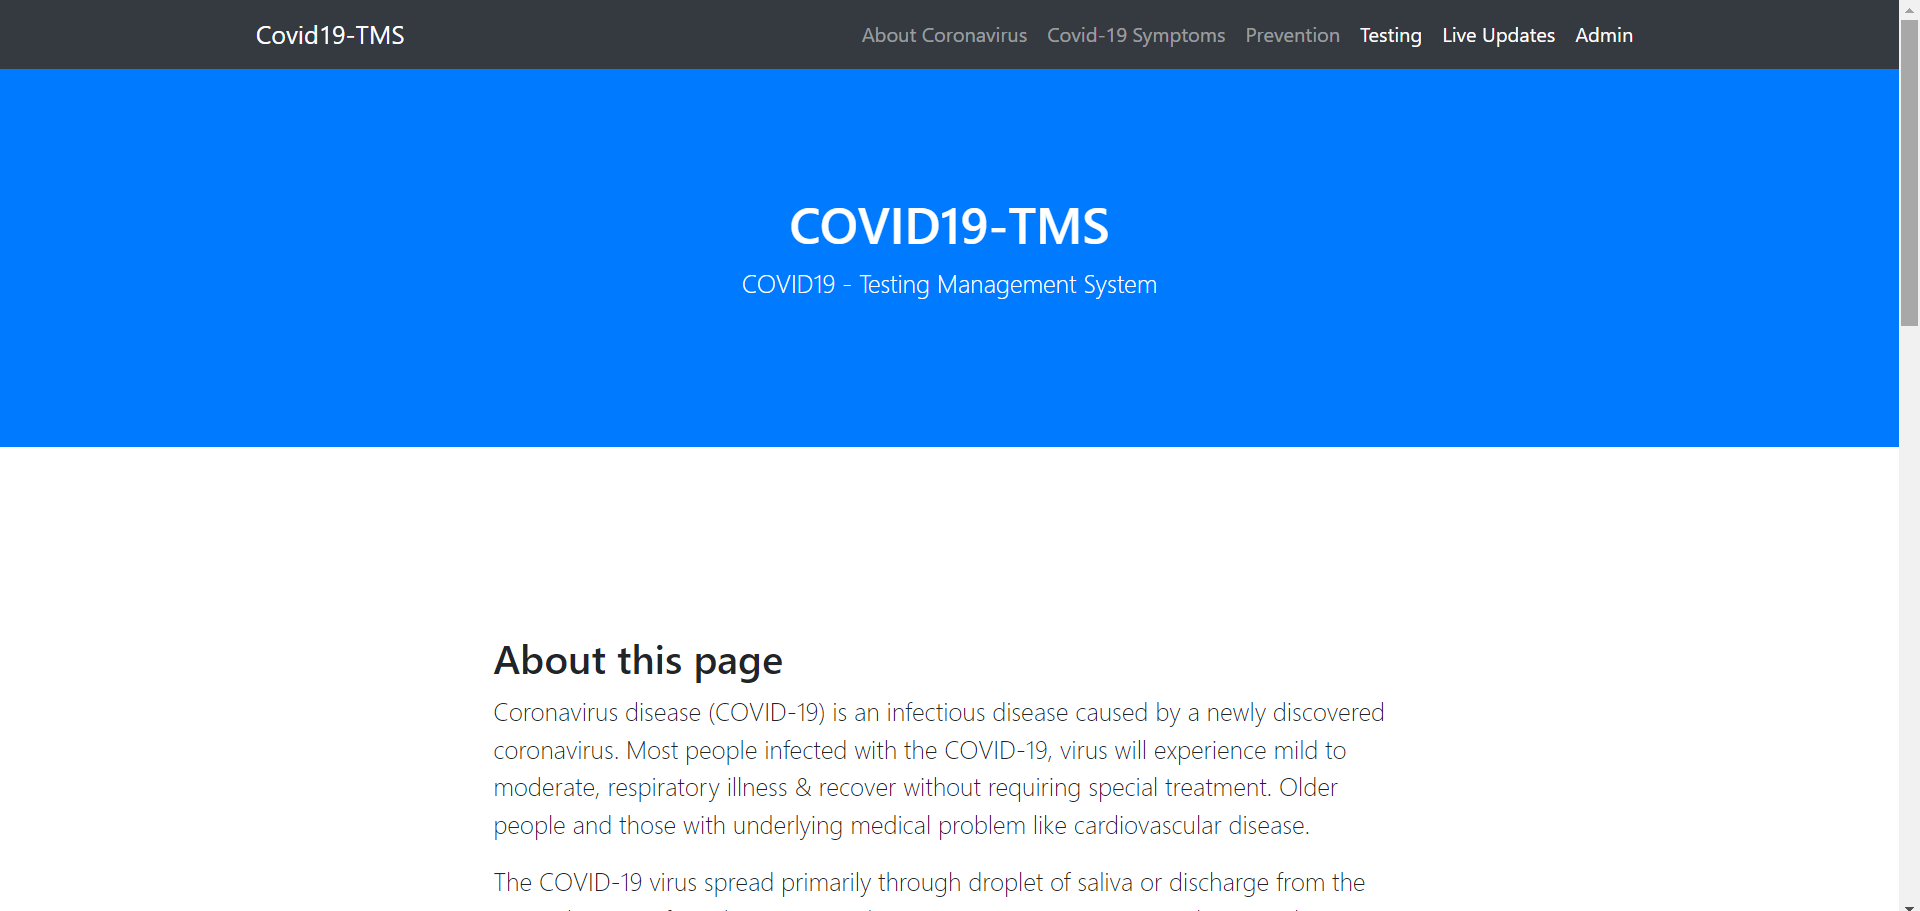 Covid19-TMS
About Coronavirus Covid-19 Symptoms Prevention Testing Live Updates Admin
COVID19-TMS
COVID19 - Testing Management System
About this page
Coronavirus disease (COVID-19) is an infectious disease caused by a newly discovered
coronavirus. Most people infected with the COVID-19, virus will experience mild to
moderate, respiratory illness & recover without requiring special treatment. Older
people and those with underlying medical problem like cardiovascular disease.
The COVID-19 virus spread primarily through droplet of saliva or discharge from the